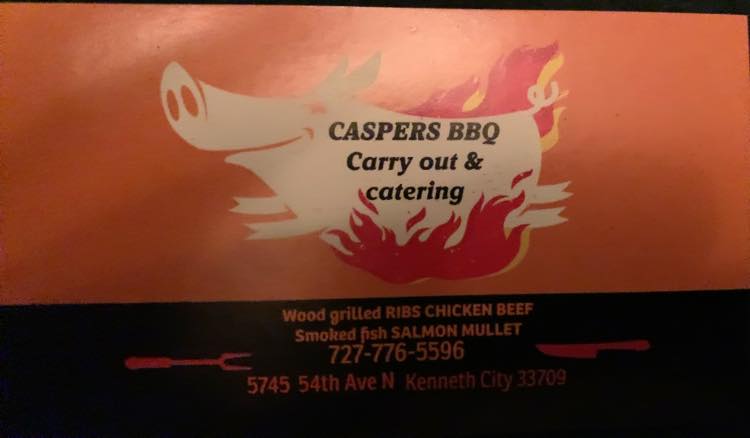 CASPERS BBQ
Carry out &
catering
Wood grilled RIBS CHICKEN BEEF
Smoked fish SALMON MULLET
727-776-5596
5745 54th Ave N Kenneth City 33709